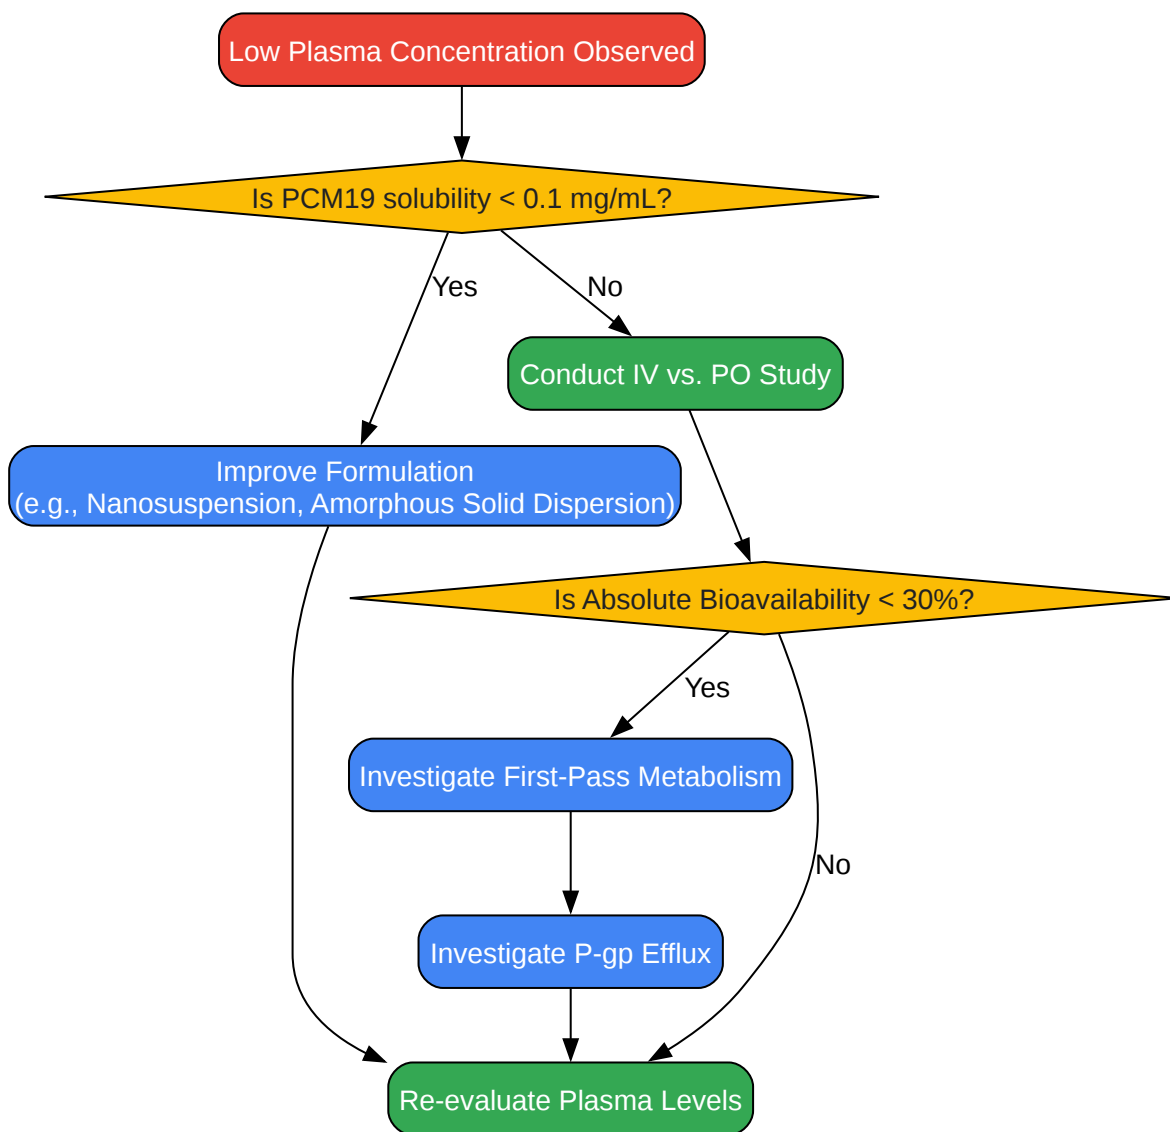 Low Plasma Concentration Observed
Is PCM19 solubility < 0.1 mg/mL?
Yes
No
Conduct IV vs. PO Study
Improve Formulation
(e.g., Nanosuspension, Amorphous Solid Dispersion)
Is Absolute Bioavailability < 30%?
Yes
Investigate First-Pass Metabolism
No
Investigate P-gp Efflux
Re-evaluate Plasma Levels